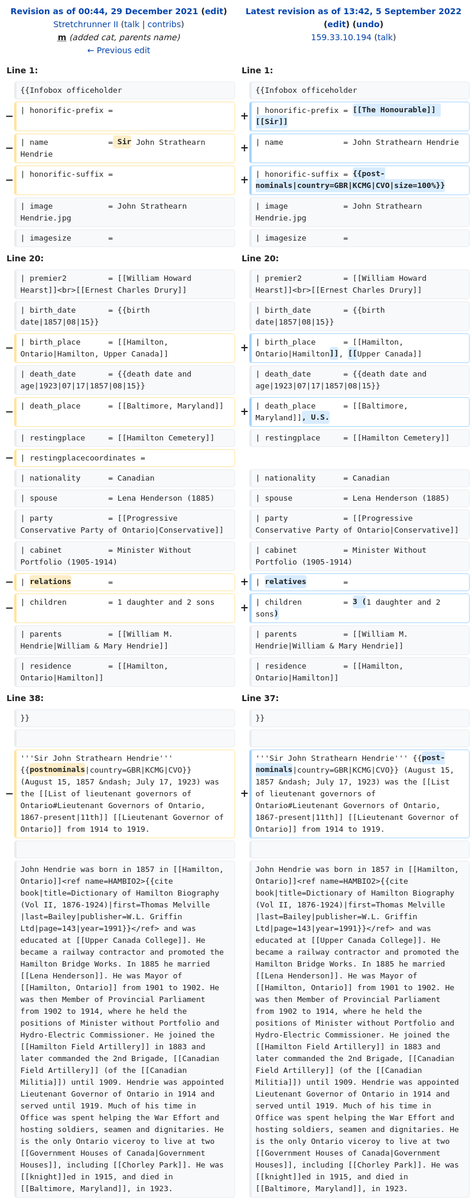 Revision as of 00:44, 29 December 2021 (edit)
Stretchrunner II (talk | contribs)
m (added cat, parents name)
← Previous edit
Latest revision as of 13:42, 5 September 2022
(edit) (undo)
159.33.10.194 (talk)
Line 1:
Line 1:
{{Infobox officeholder
{{Infobox officeholder
− | honorific-prefix =
+ | honorific-prefix = [[The Honourable]]
[[Sir]]
− | name = Sir John Strathearn
Hendrie
+ | name = John Strathearn Hendrie
− | honorific-suffix =
+ | honorific-suffix = {{post-
nominals|country=GBR|KCMG|CVO|size=100%}}
| image = John Strathearn
Hendrie.jpg
| image = John Strathearn
Hendrie.jpg
| imagesize =
| imagesize =
Line 20:
Line 20:
| premier2 = [[William Howard
Hearst]]<br>[[Ernest Charles Drury]]
| premier2 = [[William Howard
Hearst]]<br>[[Ernest Charles Drury]]
| birth_date = {{birth
date|1857|08|15}}
| birth_date = {{birth
date|1857|08|15}}
− | birth_place = [[Hamilton,
Ontario|Hamilton, Upper Canada]]
+ | birth_place = [[Hamilton,
Ontario|Hamilton]], [[Upper Canada]]
| death_date = {{death date and
age|1923|07|17|1857|08|15}}
| death_date = {{death date and
age|1923|07|17|1857|08|15}}
− | death_place = [[Baltimore, Maryland]]
+ | death_place = [[Baltimore,
Maryland]], U.S.
| restingplace = [[Hamilton Cemetery]]
| restingplace = [[Hamilton Cemetery]]
− | restingplacecoordinates =
| nationality = Canadian
| nationality = Canadian
| spouse = Lena Henderson (1885)
| spouse = Lena Henderson (1885)
| party = [[Progressive
Conservative Party of Ontario|Conservative]]
| party = [[Progressive
Conservative Party of Ontario|Conservative]]
| cabinet = Minister Without
Portfolio (1905-1914)
| cabinet = Minister Without
Portfolio (1905-1914)
− | relations =
+ | relatives =
− | children = 1 daughter and 2 sons
+ | children = 3 (1 daughter and 2
sons)
| parents = [[William M.
Hendrie|William & Mary Hendrie]]
| parents = [[William M.
Hendrie|William & Mary Hendrie]]
| residence = [[Hamilton,
Ontario|Hamilton]]
| residence = [[Hamilton,
Ontario|Hamilton]]
Line 38:
Line 37:
}}
}}
− '''Sir John Strathearn Hendrie'''
{{postnominals|country=GBR|KCMG|CVO}}
(August 15, 1857 &ndash; July 17, 1923) was
the [[List of lieutenant governors of
Ontario#Lieutenant Governors of Ontario,
1867-present|11th]] [[Lieutenant Governor of
Ontario]] from 1914 to 1919.
+ '''Sir John Strathearn Hendrie''' {{post-
nominals|country=GBR|KCMG|CVO}} (August 15,
1857 &ndash; July 17, 1923) was the [[List
of lieutenant governors of
Ontario#Lieutenant Governors of Ontario,
1867-present|11th]] [[Lieutenant Governor of
Ontario]] from 1914 to 1919.
John Hendrie was born in 1857 in [[Hamilton,
Ontario]]<ref name=HAMBIO2>{{cite
book|title=Dictionary of Hamilton Biography
(Vol II, 1876-1924)|first=Thomas Melville
|last=Bailey|publisher=W.L. Griffin
Ltd|page=143|year=1991}}</ref> and was
educated at [[Upper Canada College]]. He
became a railway contractor and promoted the
Hamilton Bridge Works. In 1885 he married
[[Lena Henderson]]. He was Mayor of
[[Hamilton, Ontario]] from 1901 to 1902. He
was then Member of Provincial Parliament
from 1902 to 1914, where he held the
positions of Minister without Portfolio and
Hydro-Electric Commissioner. He joined the
[[Hamilton Field Artillery]] in 1883 and
later commanded the 2nd Brigade, [[Canadian
Field Artillery]] (of the [[Canadian
Militia]]) until 1909. Hendrie was appointed
Lieutenant Governor of Ontario in 1914 and
served until 1919. Much of his time in
Office was spent helping the War Effort and
hosting soldiers, seamen and dignitaries. He
is the only Ontario viceroy to live at two
[[Government Houses of Canada|Government
Houses]], including [[Chorley Park]]. He was
[[knight]]ed in 1915, and died in
[[Baltimore, Maryland]], in 1923.
John Hendrie was born in 1857 in [[Hamilton,
Ontario]]<ref name=HAMBIO2>{{cite
book|title=Dictionary of Hamilton Biography
(Vol II, 1876-1924)|first=Thomas Melville
|last=Bailey|publisher=W.L. Griffin
Ltd|page=143|year=1991}}</ref> and was
educated at [[Upper Canada College]]. He
became a railway contractor and promoted the
Hamilton Bridge Works. In 1885 he married
[[Lena Henderson]]. He was Mayor of
[[Hamilton, Ontario]] from 1901 to 1902. He
was then Member of Provincial Parliament
from 1902 to 1914, where he held the
positions of Minister without Portfolio and
Hydro-Electric Commissioner. He joined the
[[Hamilton Field Artillery]] in 1883 and
later commanded the 2nd Brigade, [[Canadian
Field Artillery]] (of the [[Canadian
Militia]]) until 1909. Hendrie was appointed
Lieutenant Governor of Ontario in 1914 and
served until 1919. Much of his time in
Office was spent helping the War Effort and
hosting soldiers, seamen and dignitaries. He
is the only Ontario viceroy to live at two
[[Government Houses of Canada|Government
Houses]], including [[Chorley Park]]. He was
[[knight]]ed in 1915, and died in
[[Baltimore, Maryland]], in 1923.